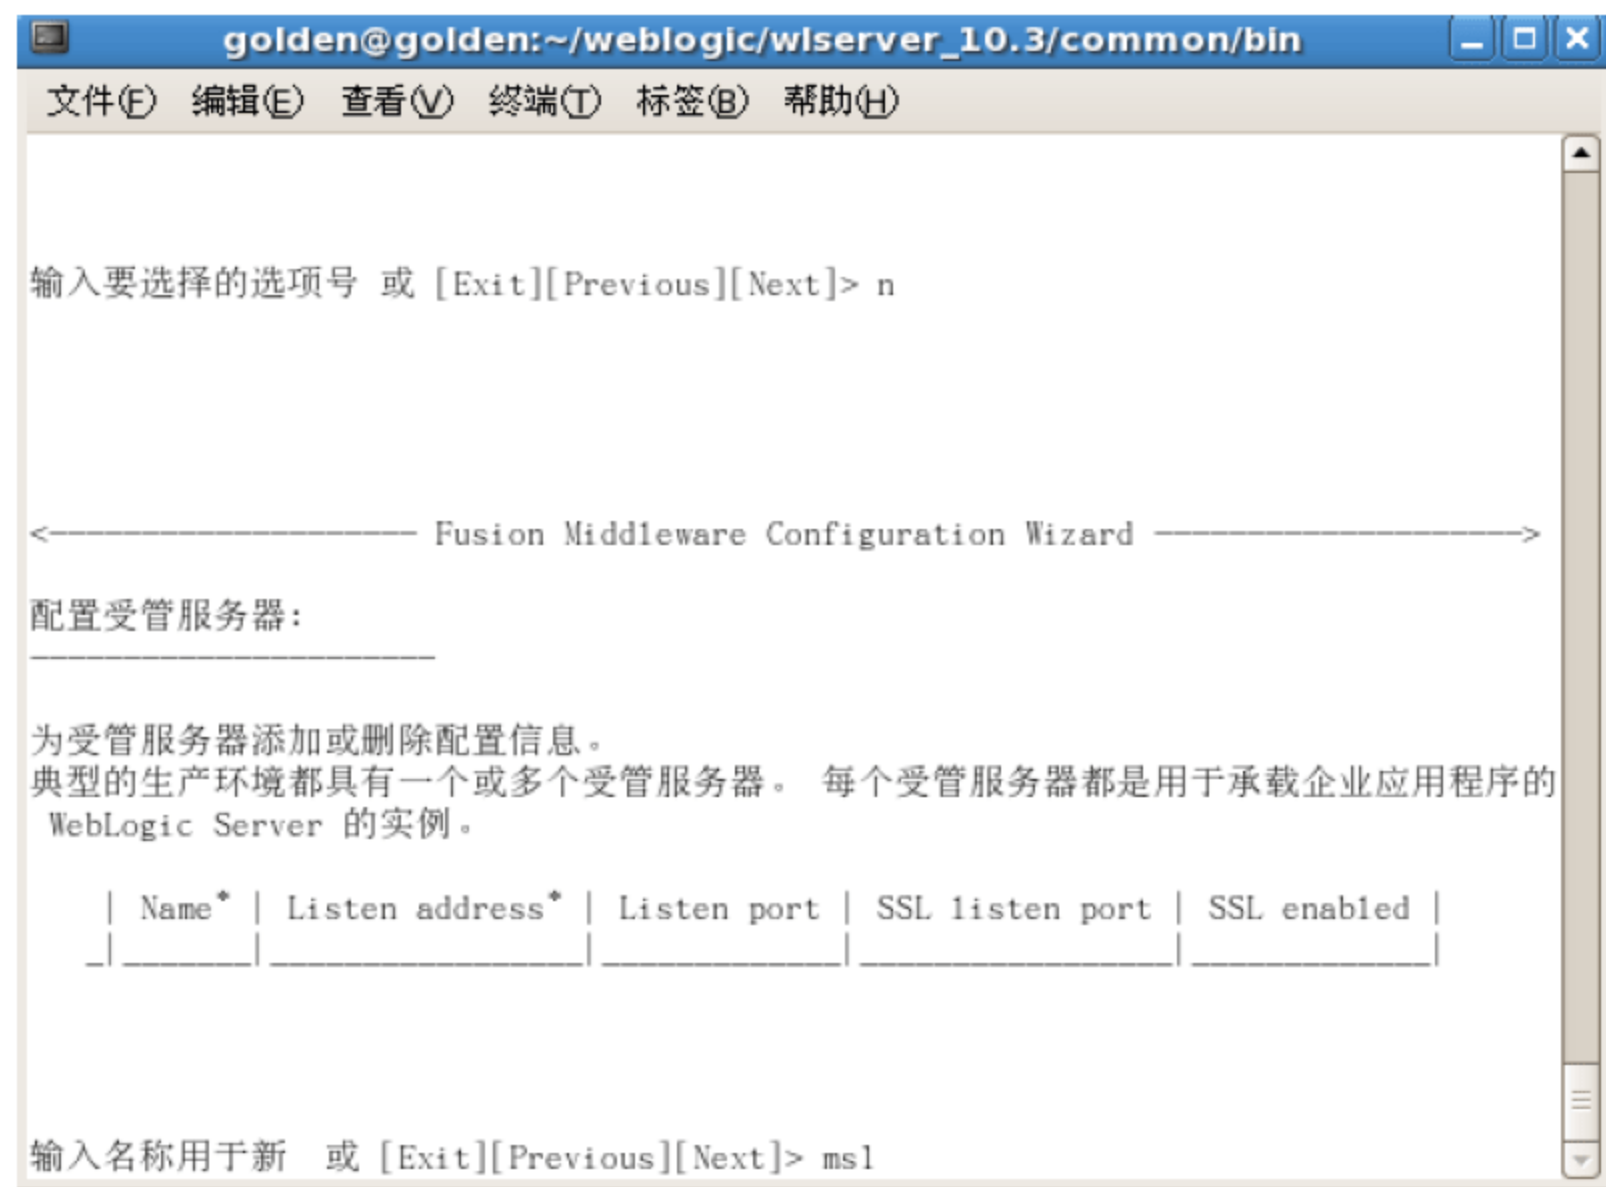 golden@golden:~/weblogic/wlserver_10.3/common/bin
文件(F) 编辑(E) 查看(V) 终端(T) 标签(B) 帮助(H)
输入要选择的选项号 或 [Exit][Previous][Next]> n
<-------------------- Fusion Middleware Configuration Wizard -------------------->
配置受管服务器:
----------------------
为受管服务器添加或删除配置信息。
典型的生产环境都具有一个或多个受管服务器。 每个受管服务器都是用于承载企业应用程序的
WebLogic Server 的实例。
| Name* | Listen address* | Listen port | SSL listen port | SSL enabled |
_|_______|_________________|_____________|_________________|_____________|
输入名称用于新 或 [Exit][Previous][Next]> ms1